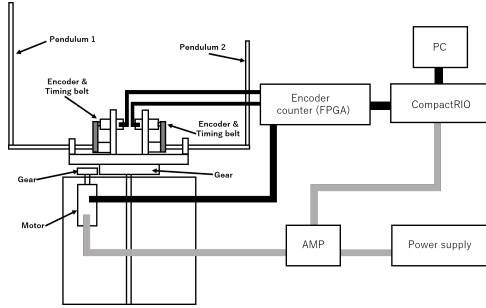 Pendulum 1
Pendulum 2
PC
Encoder &
Timing belt
Encoder
counter (FPGA)
CompactRIO
Encoder &
Timing belt
Gear
Gear
Motor
AMP
Power supply